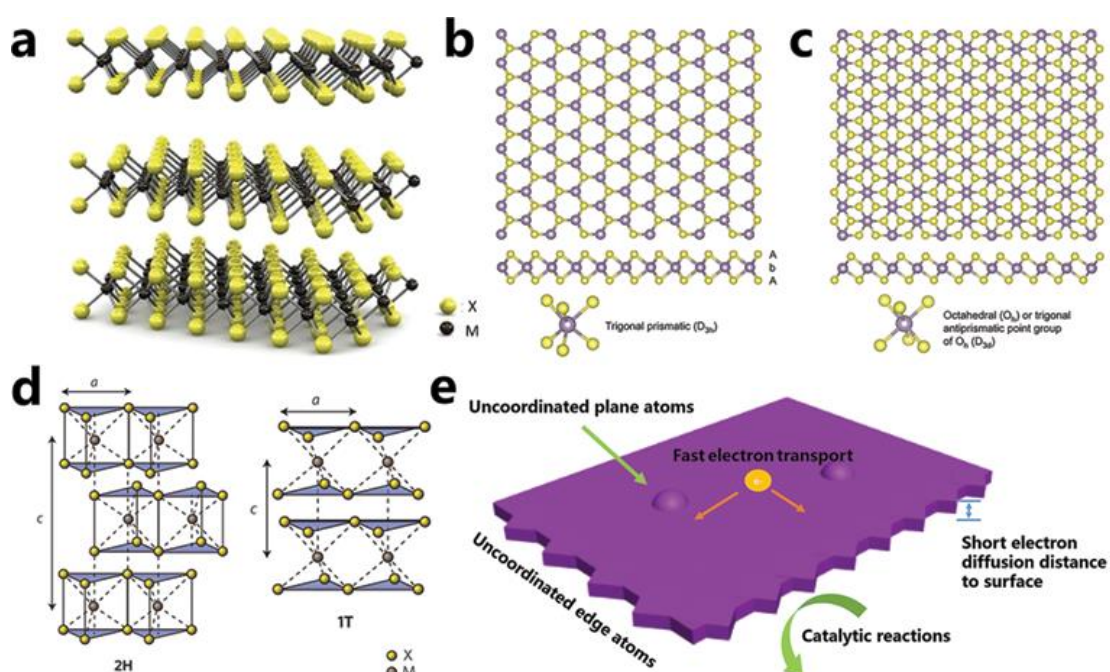 a
X
M
b
A
b
A
Trigonal prismatic (D3h)
c
Octahedral (Oh) or trigonal
antiprismatic point group
of Oh (D3d)
d
a
c
2H
a
c
1T
X
M
e
Uncoordinated plane atoms
Fast electron transport
e-
Uncoordinated edge atoms
Short electron
diffusion distance
to surface
Catalytic reactions